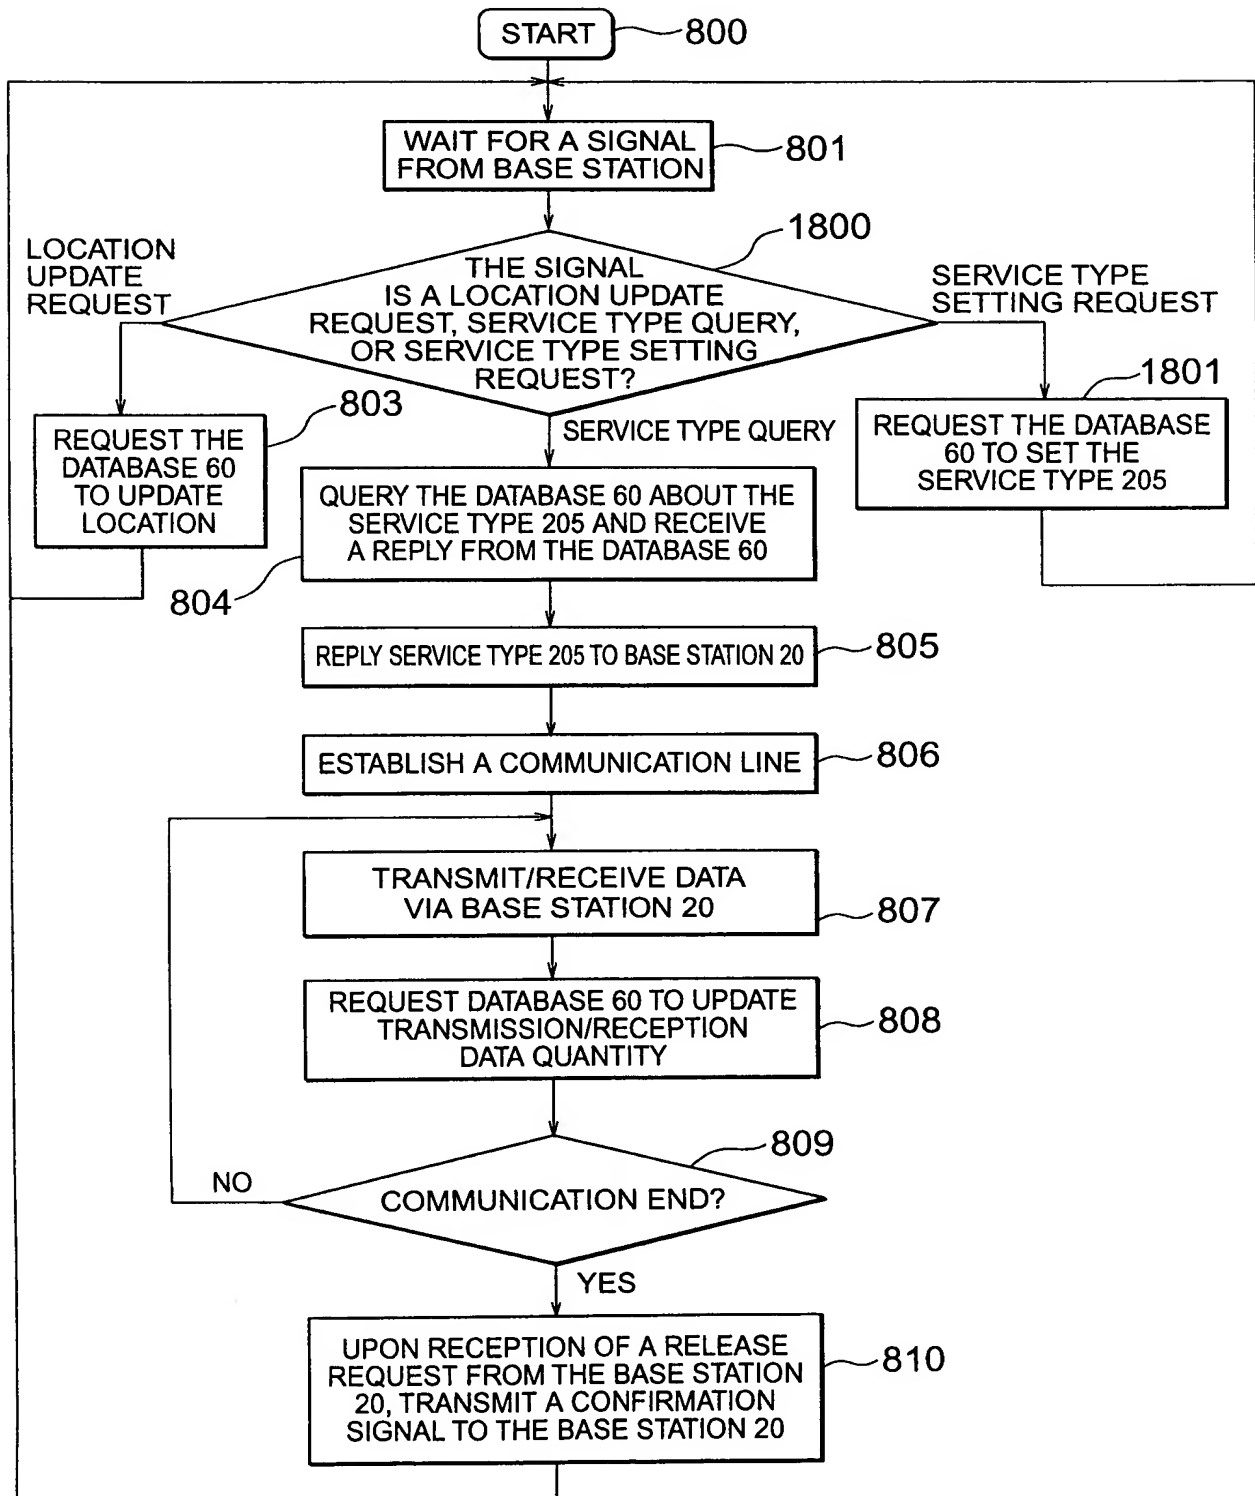 START
800
WAIT FOR A SIGNAL
FROM BASE STATION
801
1800
LOCATION
UPDATE
REQUEST
THE SIGNAL
IS A LOCATION UPDATE
REQUEST, SERVICE TYPE QUERY,
OR SERVICE TYPE SETTING
REQUEST?
SERVICE TYPE
SETTING REQUEST
803
REQUEST THE
DATABASE 60
TO UPDATE
LOCATION
SERVICE TYPE QUERY
1801
REQUEST THE DATABASE
60 TO SET THE
SERVICE TYPE 205
QUERY THE DATABASE 60 ABOUT THE
SERVICE TYPE 205 AND RECEIVE
A REPLY FROM THE DATABASE 60
804
REPLY SERVICE TYPE 205 TO BASE STATION 20
805
ESTABLISH A COMMUNICATION LINE
806
TRANSMIT/RECEIVE DATA
VIA BASE STATION 20
807
REQUEST DATABASE 60 TO UPDATE
TRANSMISSION/RECEPTION
DATA QUANTITY
808
809
NO
COMMUNICATION END?
YES
UPON RECEPTION OF A RELEASE
REQUEST FROM THE BASE STATION
20, TRANSMIT A CONFIRMATION
SIGNAL TO THE BASE STATION 20
810